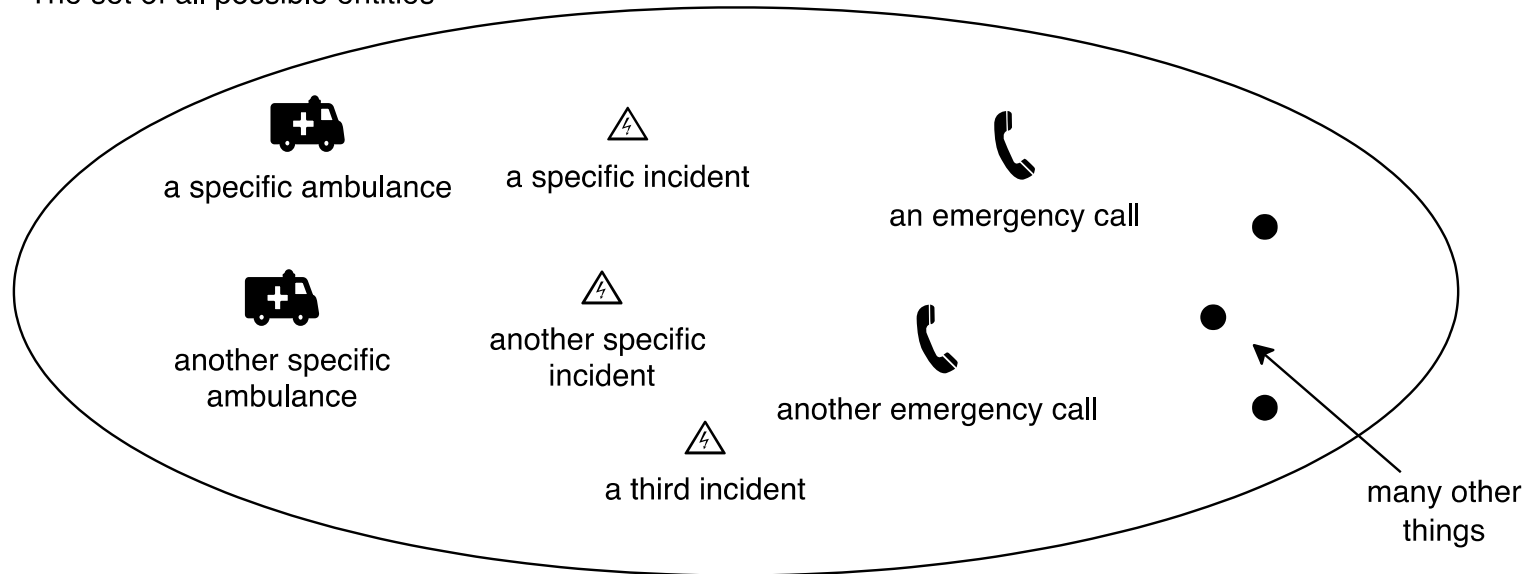 The set of all possible entities
a specific ambulance
a specific incident
an emergency call
another specific
ambulance
another specific
incident
another emergency call
a third incident
many other
things